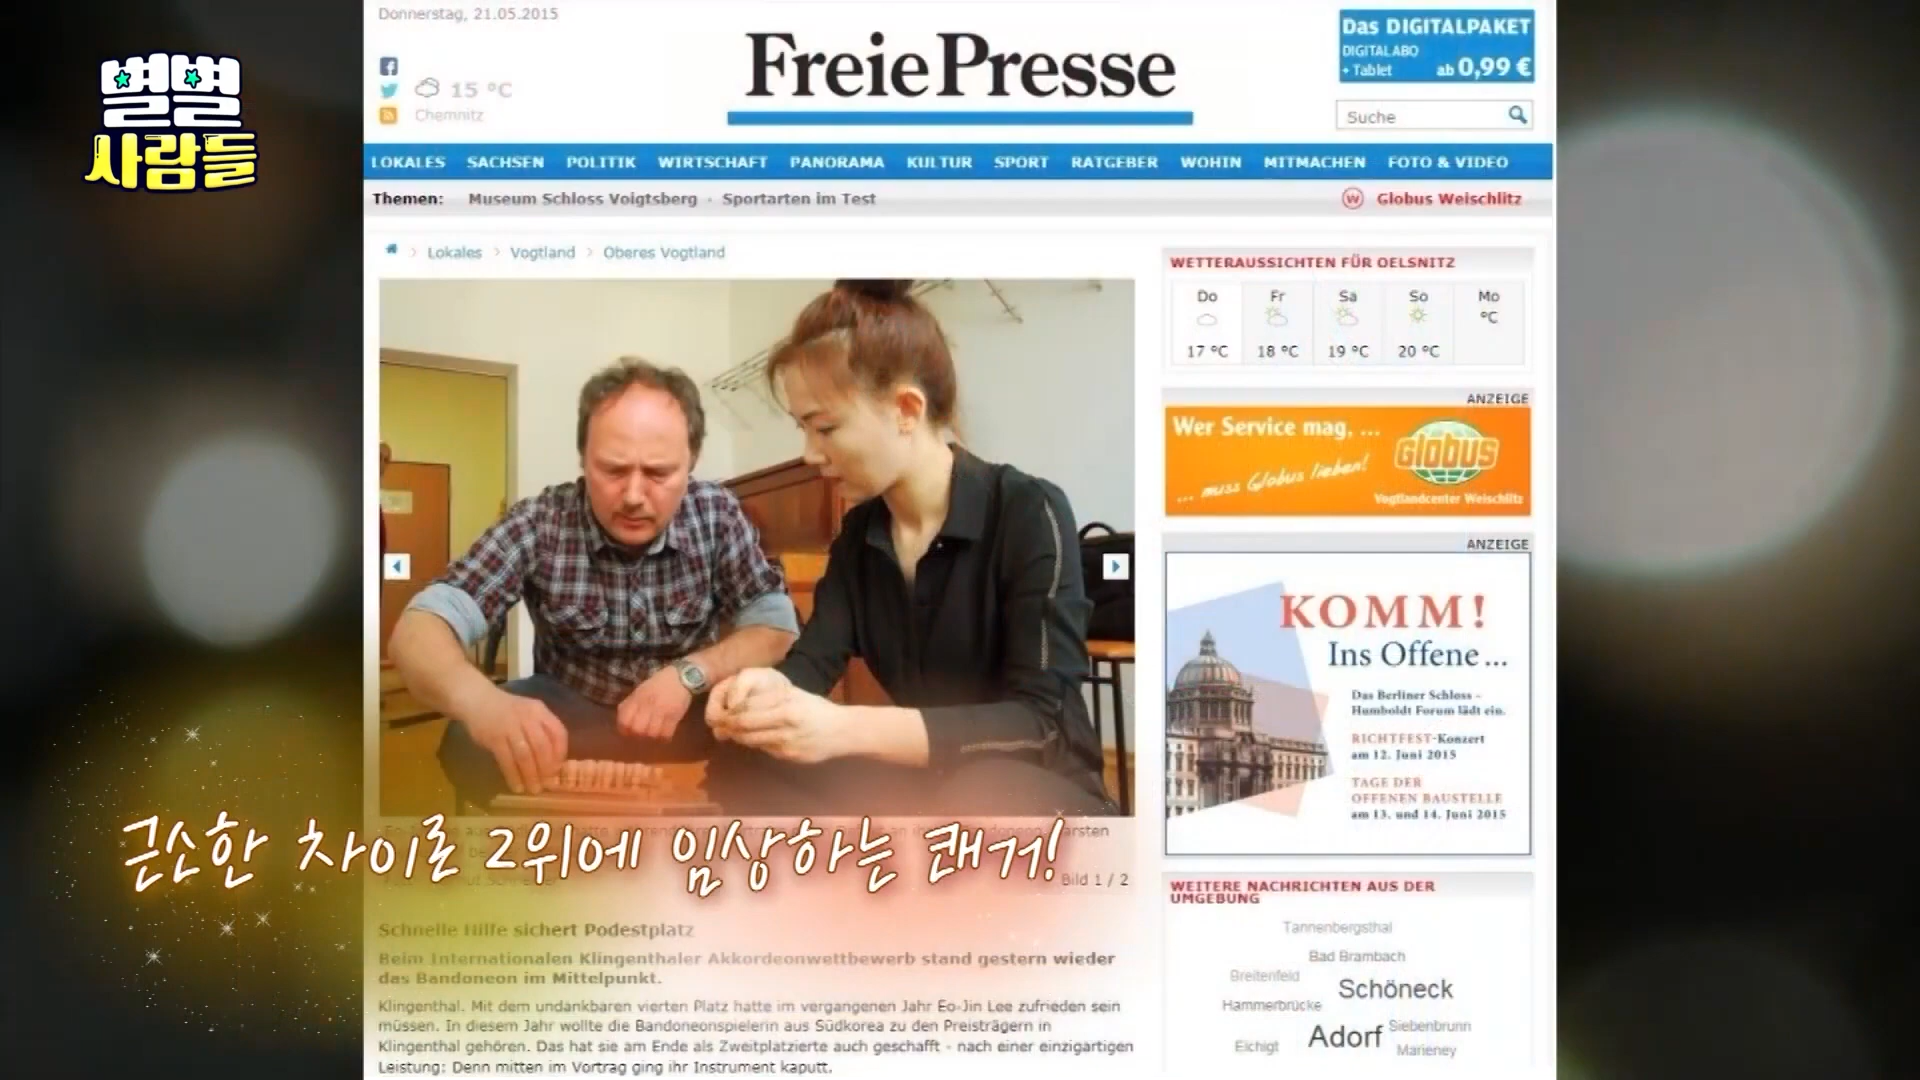 별별
사람들
Donnerstag, 21.05.2015
15 °C
Chemnitz
Freie Presse
Das DIGITALPAKET
DIGITALABO
+ Tablet ab 0,99 €
Suche
LOKALES SACHSEN POLITIK WIRTSCHAFT PANORAMA KULTUR SPORT RATGEBER WOHIN MITMACHEN FOTO & VIDEO
Themen: Museum Schloss Voigtsberg · Sportarten im Test
Globus Weischlitz
Lokales > Vogtland > Oberes Vogtland
WETTERAUSSICHTEN FÜR OELSNITZ
Do Fr Sa So Mo
°C
17 °C 18 °C 19 °C 20 °C
ANZEIGE
Wer Service mag, ...
... muss Globus lieben!
Globus
Vogtlandcenter Weischlitz
ANZEIGE
KOMM!
Ins Offene...
Das Berliner Schloss –
Humboldt Forum lädt ein.
RICHTFEST-Konzert
am 12. Juni 2015
TAGE DER
OFFENEN BAUSTELLE
am 13. und 14. Juni 2015
근소한 차이로 2위에 입상하는 쾌거!
Bild 1 / 2
Schnelle Hilfe sichert Podestplatz
Beim Internationalen Klingenthaler Akkordeonwettbewerb stand gestern wieder
das Bandoneon im Mittelpunkt.
Klingenthal. Mit dem undankbaren vierten Platz hatte im vergangenen Jahr Eo-Jin Lee zufrieden sein
müssen. In diesem Jahr wollte die Bandoneonspielerin aus Südkorea zu den Preisträgern in
Klingenthal gehören. Das hat sie am Ende als Zweitplatzierte auch geschafft - nach einer einzigartigen
Leistung: Denn mitten im Vortrag ging ihr Instrument kaputt.
WEITERE NACHRICHTEN AUS DER
UMGEBUNG
Tannenbergsthal
Bad Brambach
Breitenfeld
Schöneck
Hammerbrücke
Adorf
Siebenbrunn
Eichigt
Marieney